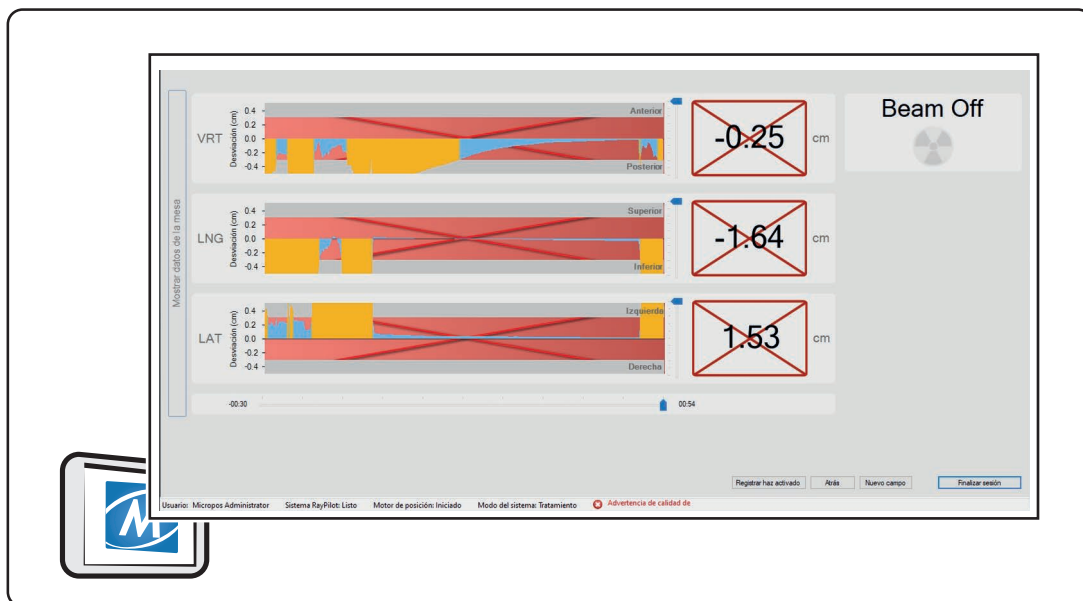 Mostrar datos de la mesa
VRT
Desviación (cm)
0.4
0.2
0.0
-0.2
-0.4
Anterior
Posterior
-0.25
cm
Beam Off
LNG
Desviación (cm)
0.4
0.2
0.0
-0.2
-0.4
Superior
Inferior
-1.64
cm
LAT
Desviación (cm)
0.4
0.2
0.0
-0.2
-0.4
Izquierda
Derecha
1.53
cm
-00:30
00:54
Registrar haz activado Atrás Nuevo campo Finalizar sesión
Usuario: Micropos Administrator Sistema RayPilot: Listo Motor de posición: Iniciado Modo del sistema: Tratamiento Advertencia de calidad de
M